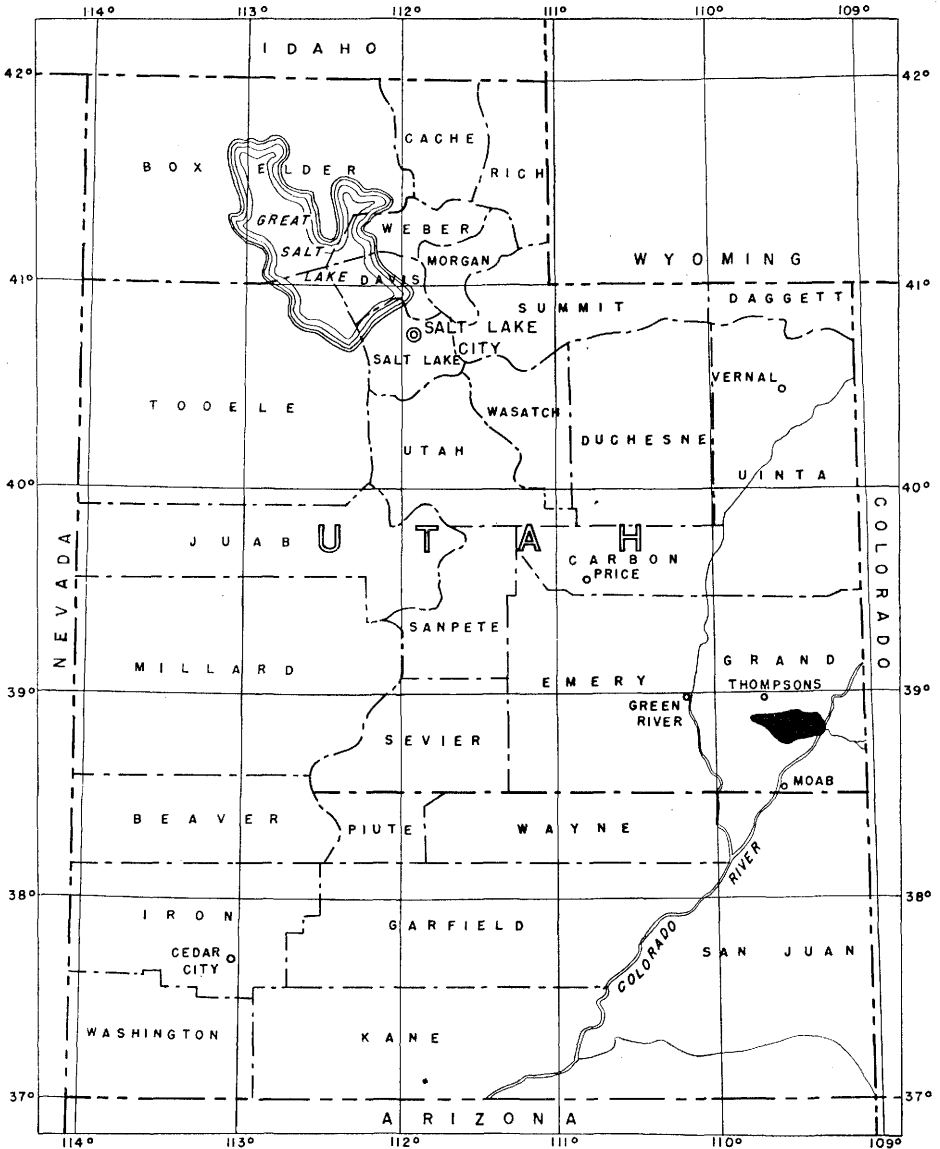 114° 113° 112° 111° 110° 109°
IDAHO
42° 42°
CACHE
BOX ELDER
RICH
GREAT
WEBER
SALT
MORGAN
WYOMING
LAKE DAVIS
41° 41°
DAGGETT
SUMMIT
SALT LAKE
CITY
SALT LAKE
VERNAL
TOOELE
WASATCH
DUCHESNE
UTAH
UINTA
40° 40°
COLORADO
NEVADA
JUAB
UTAH
CARBON
PRICE
SANPETE
MILLARD
GRAND
EMERY
THOMPSONS
39° 39°
GREEN
RIVER
SEVIER
MOAB
BEAVER
PIUTE
WAYNE
RIVER
38° 38°
IRON
GARFIELD
COLORADO
SAN JUAN
CEDAR
CITY
WASHINGTON
KANE
37° 37°
ARIZONA
114° 113° 112° 111° 110° 109°